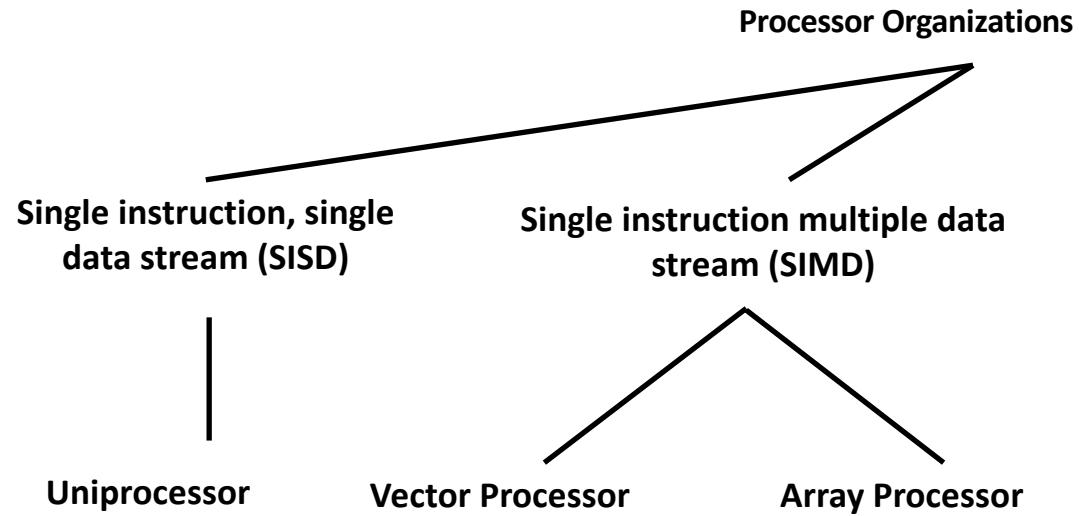 Processor Organizations
Single instruction, single
data stream (SISD)
Single instruction multiple data
stream (SIMD)
Uniprocessor
Vector Processor
Array Processor